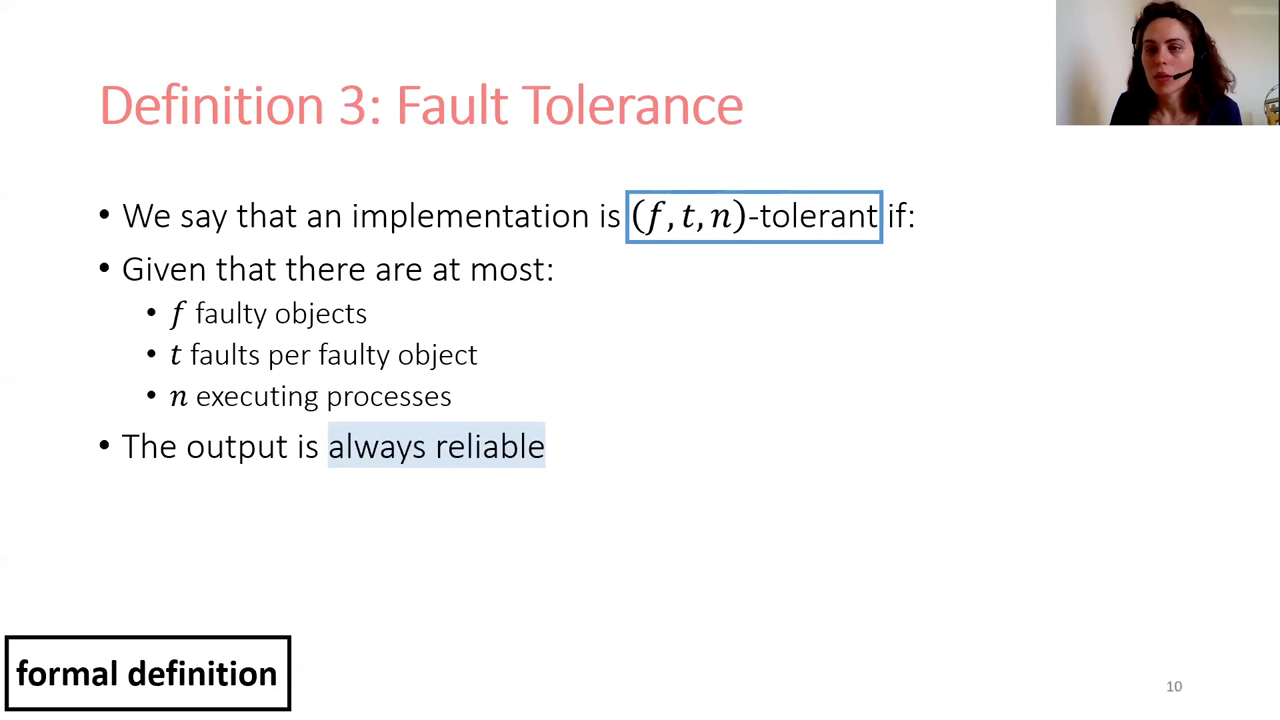 Definition 3: Fault Tolerance
• We say that an implementation is (f, t, n)-tolerant if:
• Given that there are at most:
• f faulty objects
• t faults per faulty object
• n executing processes
• The output is always reliable
formal definition
10